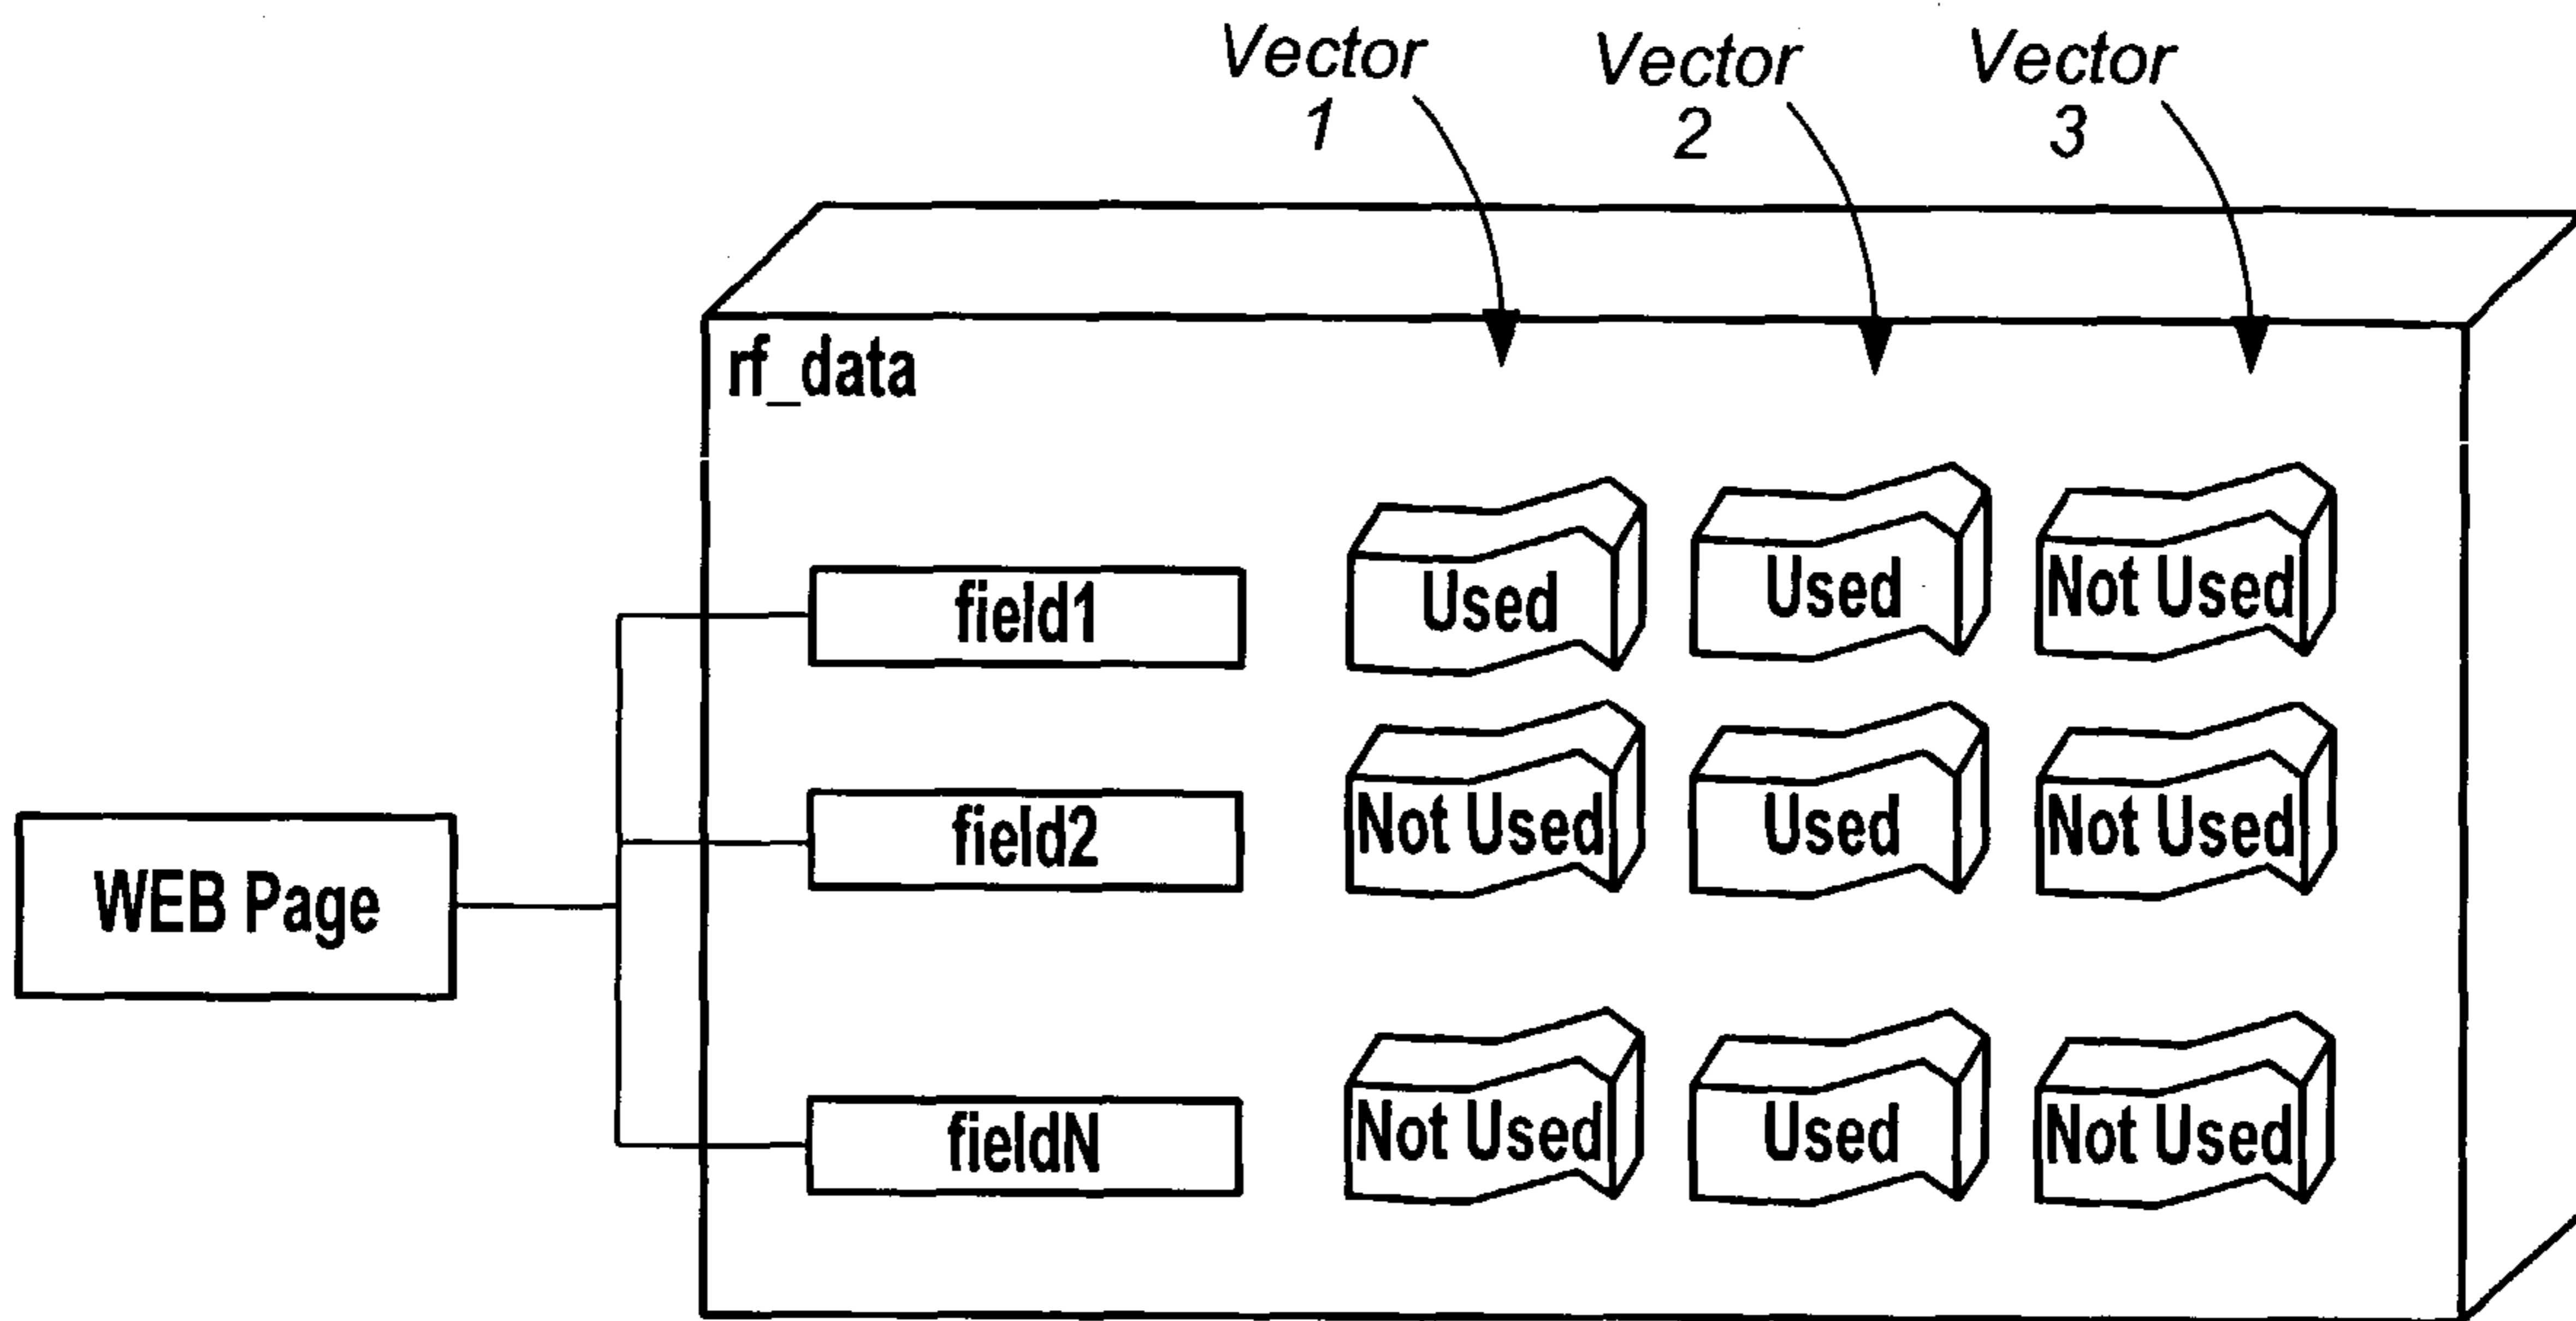 Vector
1
Vector
2
Vector
3
rf_data
field1
Used
Used
Not Used
field2
Not Used
Used
Not Used
WEB Page
fieldN
Not Used
Used
Not Used